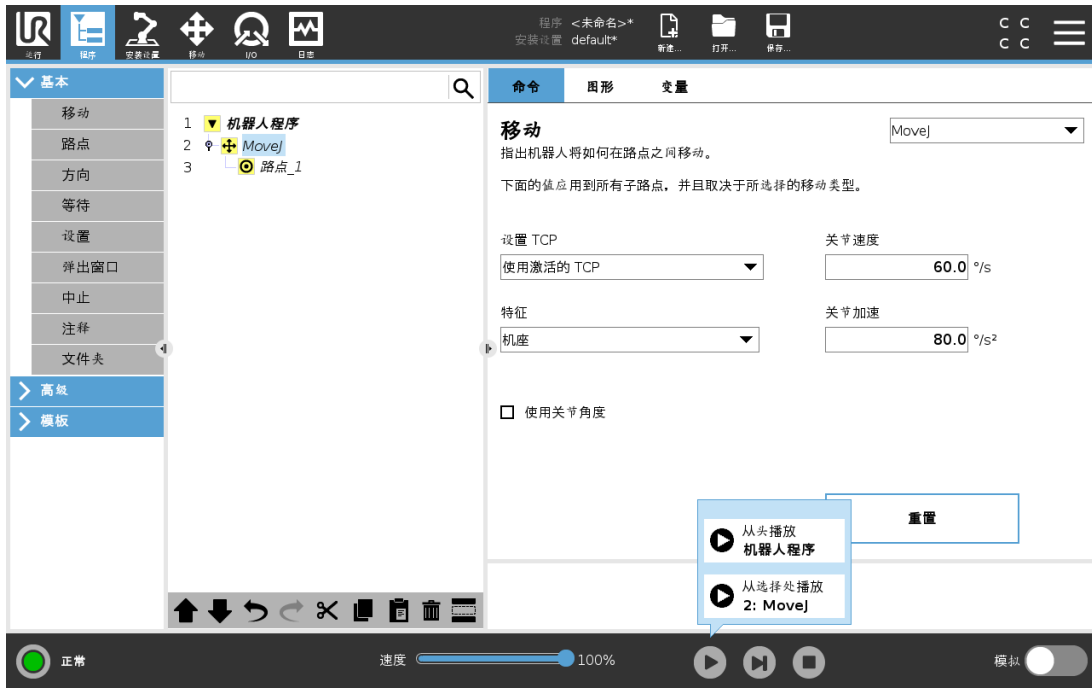 UR
运行
程序
安装设置
移动
I/O
日志
程序 <未命名>*
安装设置 default*
新建...
打开...
保存...
C C
C C
基本
移动
路点
方向
等待
设置
弹出窗口
中止
注释
文件夹
高级
模板
1 机器人程序
2 MoveJ
3 路点_1
命令
图形
变量
移动
MoveJ
指出机器人将如何在路点之间移动。
下面的值应用到所有子路点，并且取决于所选择的移动类型。
设置 TCP
关节速度
使用激活的 TCP
60.0 °/s
特征
关节加速
机座
80.0 °/s²
使用关节角度
重置
从头播放
机器人程序
从选择处播放
2: MoveJ
正常
速度
100%
模拟